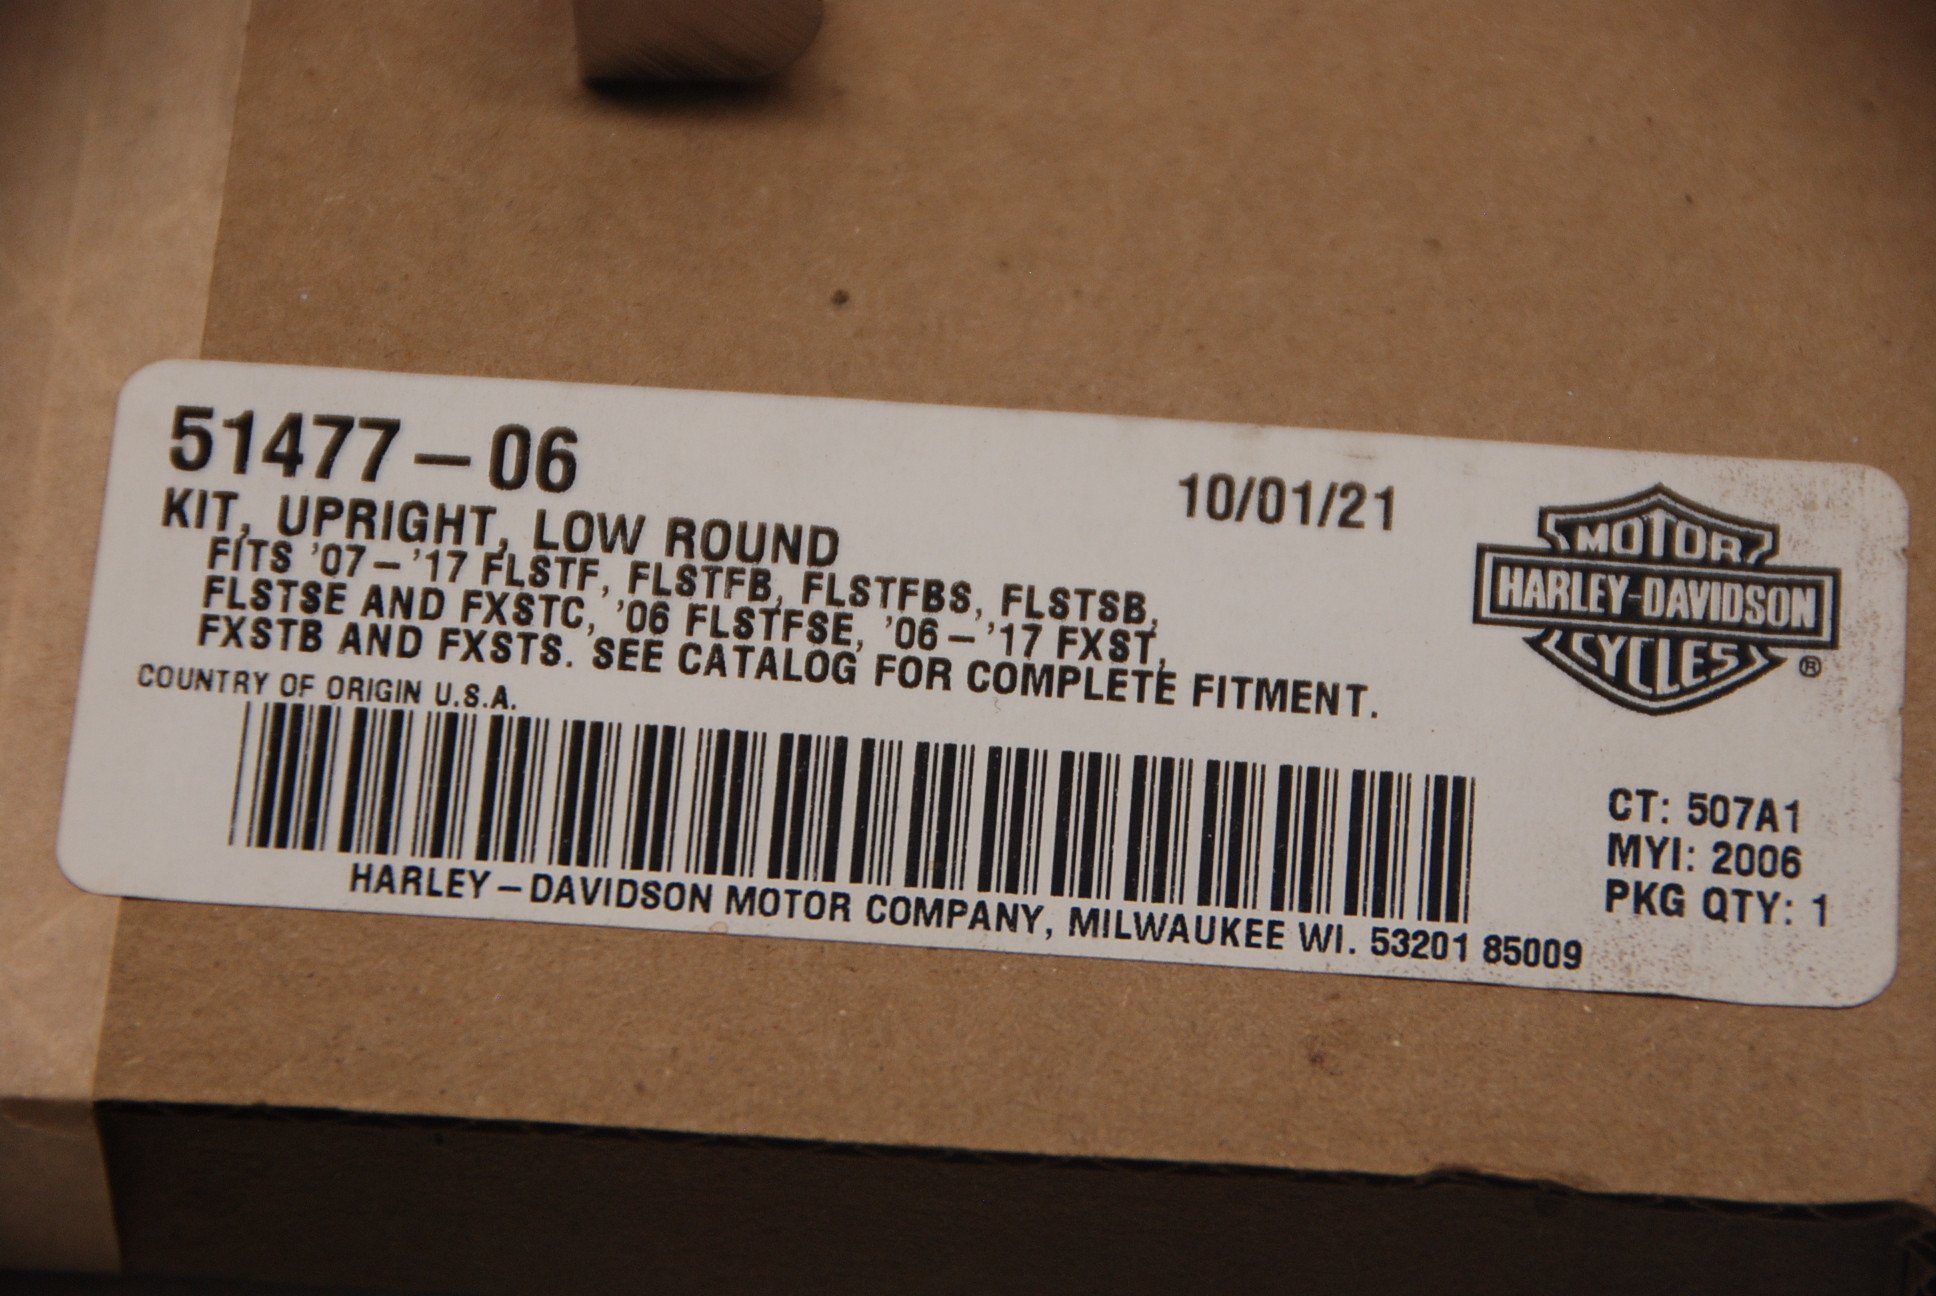 51477-06
10/01/21
KIT, UPRIGHT, LOW ROUND
FITS '07-'17 FLSTF, FLSTFB, FLSTFBS, FLSTSB,
FLSTSE AND FXSTC, '06 FLSTFSE, '06-'17 FXST,
FXSTB AND FXSTS. SEE CATALOG FOR COMPLETE FITMENT.
COUNTRY OF ORIGIN U.S.A.
MOTOR
HARLEY-DAVIDSON
CYCLES
®
CT: 507A1
MYI: 2006
PKG QTY: 1
HARLEY-DAVIDSON MOTOR COMPANY, MILWAUKEE WI. 53201 85009